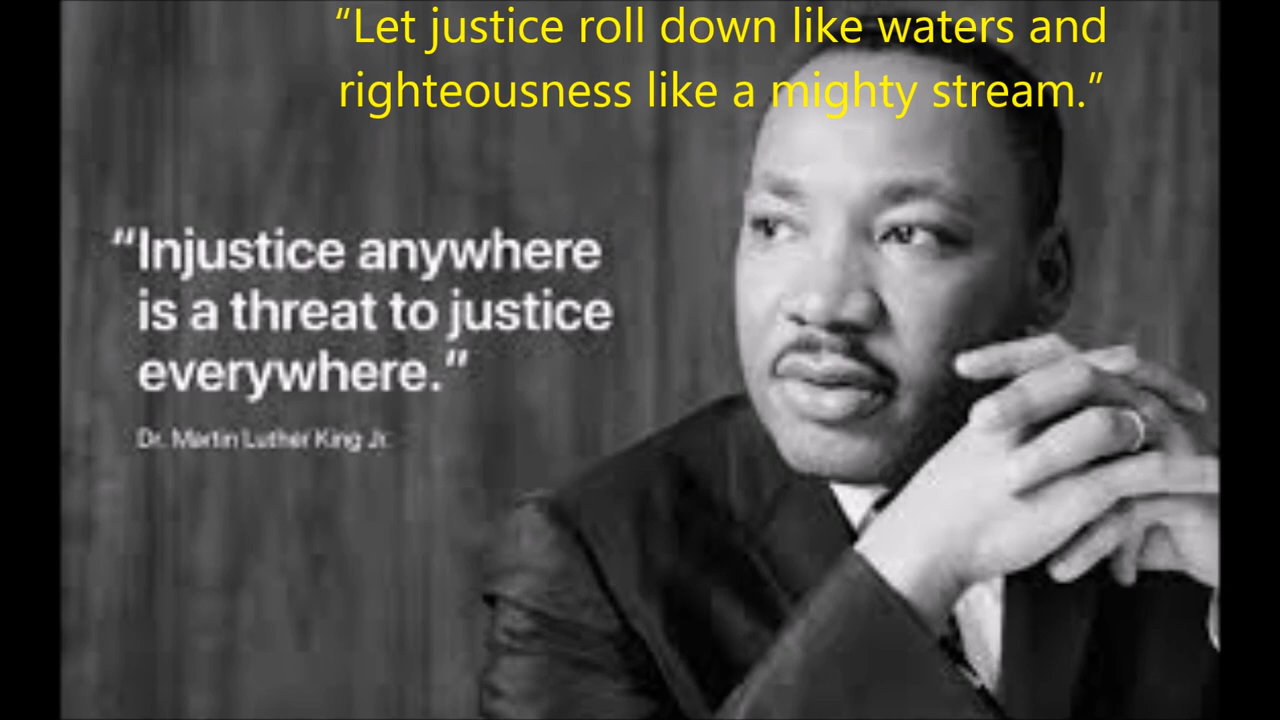 “Let justice roll down like waters and
righteousness like a mighty stream.”
“Injustice anywhere
is a threat to justice
everywhere.”
Dr. Martin Luther King Jr.